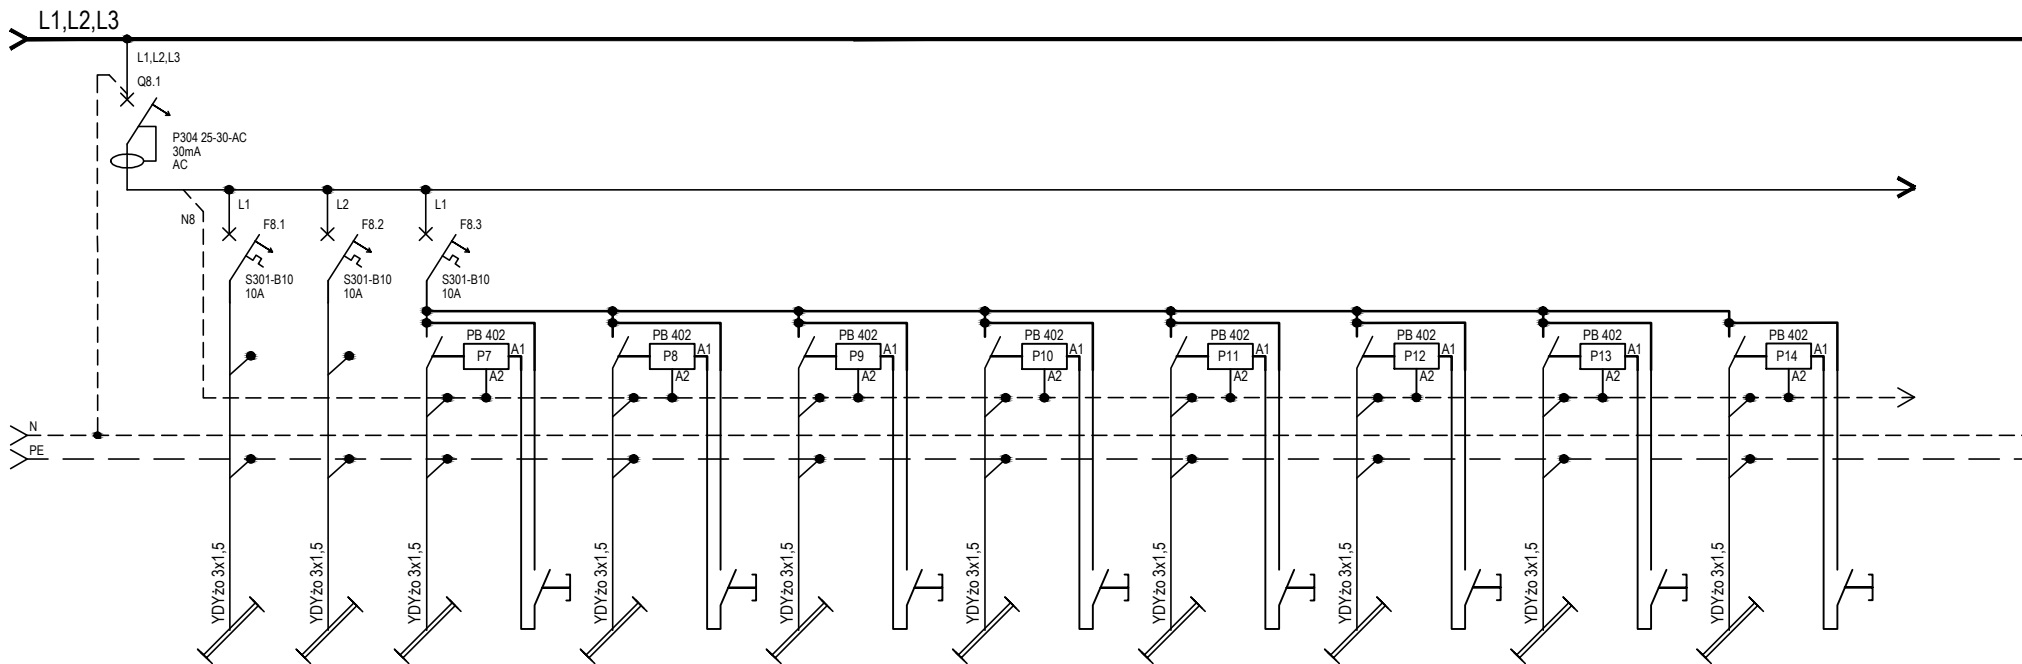 L1,L2,L3
L1,L2,L3
Q8.1
P304 25-30-AC
30mA
AC
N8
L1
L2
L1
F8.1
F8.2
F8.3
S301-B10
10A
S301-B10
10A
S301-B10
10A
PB 402
PB 402
PB 402
PB 402
PB 402
PB 402
PB 402
PB 402
P7
A1
P8
A1
P9
A1
P10
A1
P11
A1
P12
A1
P13
A1
P14
A1
A2
A2
A2
A2
A2
A2
A2
A2
N
PE
YDYżo 3x1,5
YDYżo 3x1,5
YDYżo 3x1,5
YDYżo 3x1,5
YDYżo 3x1,5
YDYżo 3x1,5
YDYżo 3x1,5
YDYżo 3x1,5
YDYżo 3x1,5
YDYżo 3x1,5